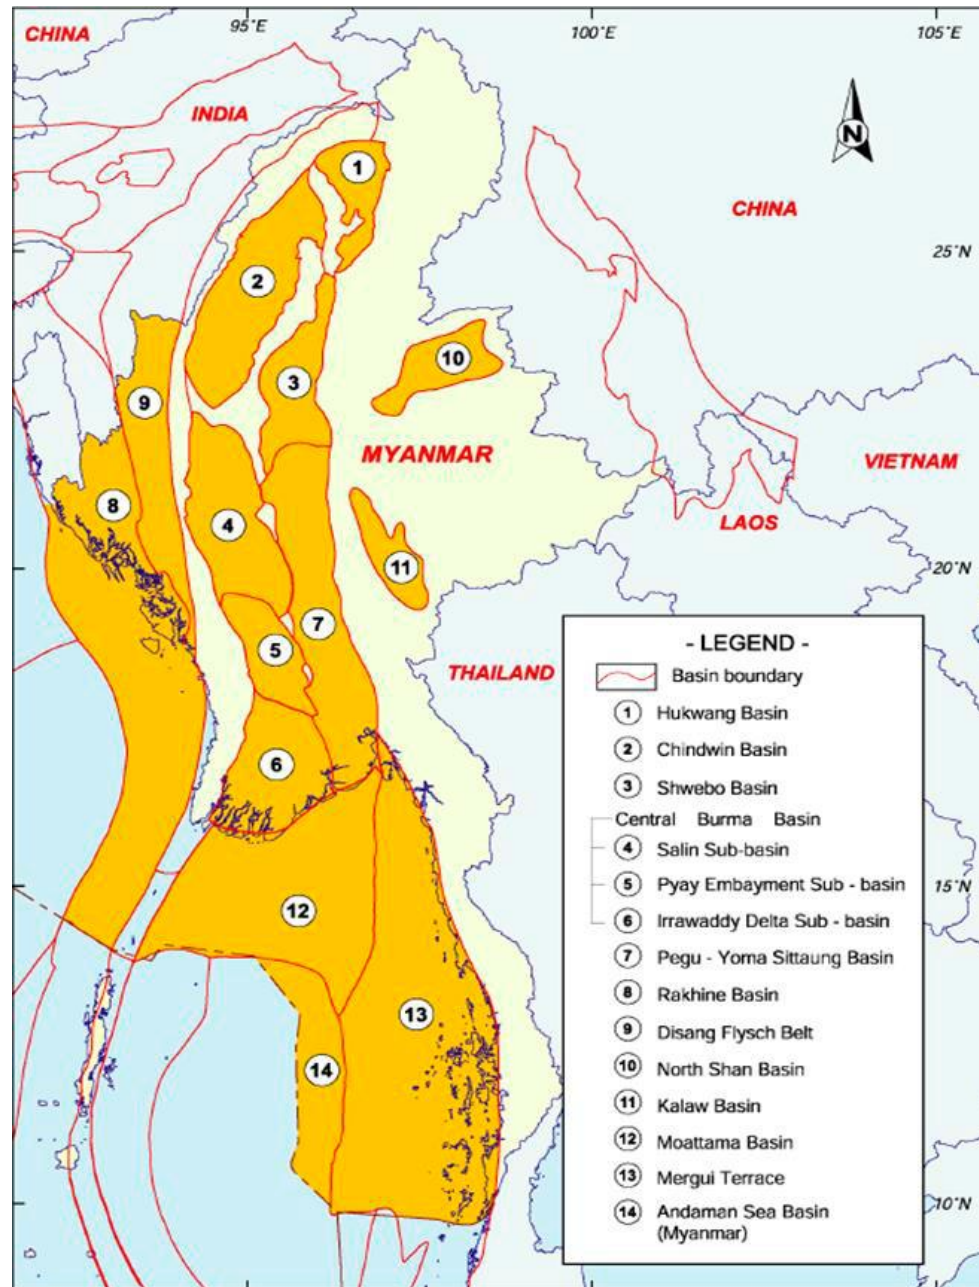 95°E
100°E
105°E
CHINA
INDIA
N
1
CHINA
25°N
2
10
3
9
MYANMAR
VIETNAM
8
4
LAOS
11
20°N
7
5
THAILAND
6
12
13
14
15°N
10°N
- LEGEND -
Basin boundary
1 Hukwang Basin
2 Chindwin Basin
3 Shwebo Basin
Central Burma Basin
4 Salin Sub-basin
5 Pyay Embayment Sub - basin
6 Irrawaddy Delta Sub - basin
7 Pegu - Yoma Sittaung Basin
8 Rakhine Basin
9 Disang Flysch Belt
10 North Shan Basin
11 Kalaw Basin
12 Moattama Basin
13 Mergui Terrace
14 Andaman Sea Basin
(Myanmar)